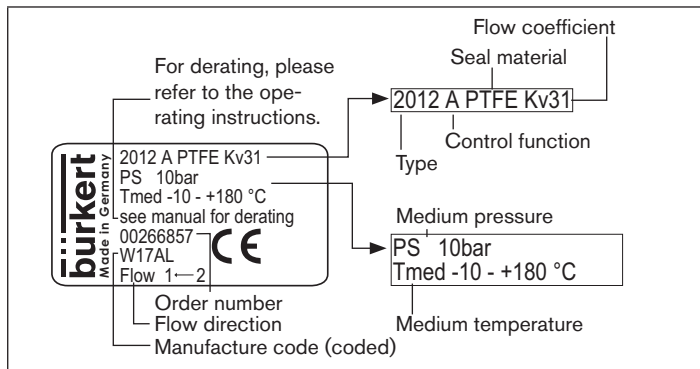 Flow coefficient
Seal material
For derating, please
refer to the ope-
rating instructions.
2012 A PTFE Kv31
Control function
Type
bürkert
Made in Germany
2012 A PTFE Kv31
PS 10bar
Tmed -10 - +180 °C
see manual for derating
00266857
W17AL
Flow 1←2
CE
Medium pressure
PS 10bar
Tmed -10 - +180 °C
Medium temperature
Order number
Flow direction
Manufacture code (coded)